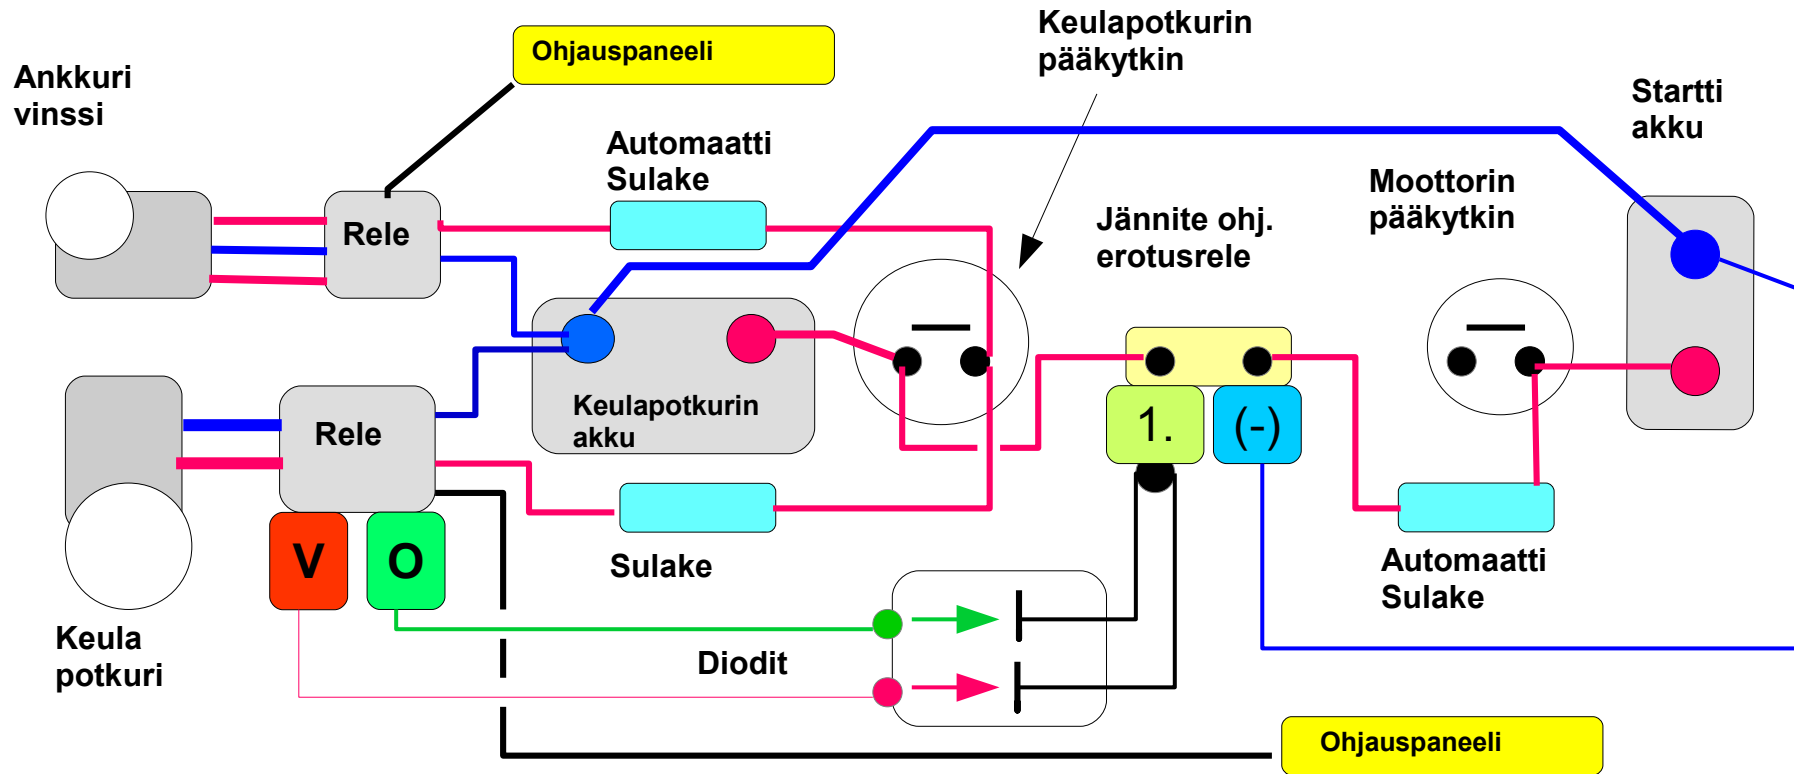 Keulapotkurin
pääkytkin
Ohjauspaneeli
Ankkuri
vinssi
Startti
akku
Automaatti
Sulake
Moottorin
pääkytkin
Jännite ohj.
erotusrele
Rele
Keulapotkurin
akku
Rele
1.
(-)
V
O
Sulake
Automaatti
Sulake
Keula
potkuri
Diodit
Ohjauspaneeli